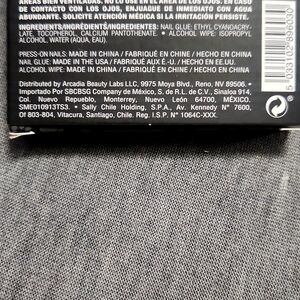 ÁREAS BIEN VENTILADAS. NO LO USE EN EL ÁREA DE LOS OJOS. EN CASO
DE CONTACTO CON LOS OJOS, ENJUAGUE DE INMEDIATO CON AGUA
ABUNDANTE. SOLICITE ATENCIÓN MÉDICA SI LA IRRITACIÓN PERSISTE.
INGREDIENTS/INGRÉDIENTS/INGREDIENTES: NAIL GLUE: ETHYL CYANOACRY-
LATE TOCOPHEROL, CALCIUM PANTOTHENATE. • ALCOHOL WIPE: ISOPROPYL
ALCOHOL, WATER (AQUA, EAU).
PRESS-ON NAILS: MADE IN CHINA / FABRIQUÉ EN CHINE / HECHO EN CHINA
NAIL GLUE: MADE IN THE USA / FABRIQUÉ AUX É.-U. / HECHO EN EE.UU.
ALCOHOL WIPE: MADE IN CHINA / FABRIQUÉ EN CHINE / HECHO EN CHINA
Distributed by Arcadia Beauty Labs LLC, 9975 Moya Blvd., Reno, NV 89506. •
Importado Por SBCBSG Company de México, S. de R.L. de C.V., Sinaloa 914,
Col. Nuevo Repueblo, Monterrey, Nuevo León 64700, MÉXICO.
SME010913TS3. • S.P.A., Sally Chile Holding, Av. Kennedy N° 7600,
Of 803-804, Vitacura, Santiago, Chile. Reg. I.S.P. N° 1064C-XXX.